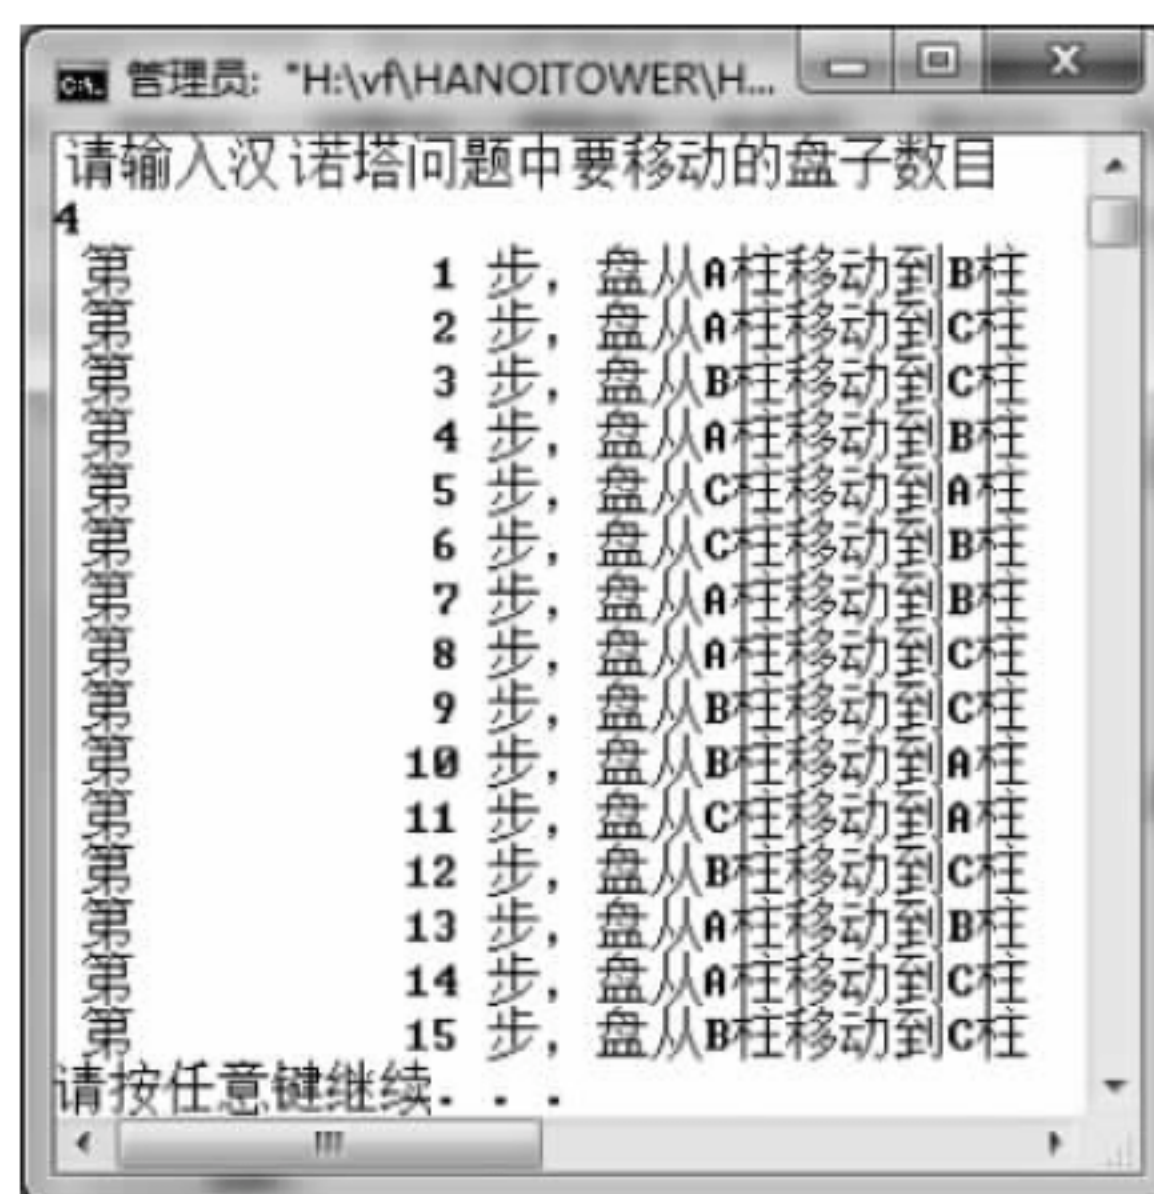 管理员: "H:\vf\HANOITOWER\H...
请输入汉诺塔问题中要移动的盘子数目
4
第 1 步，盘从A柱移动到B柱
第 2 步，盘从A柱移动到C柱
第 3 步，盘从B柱移动到C柱
第 4 步，盘从A柱移动到B柱
第 5 步，盘从C柱移动到A柱
第 6 步，盘从C柱移动到B柱
第 7 步，盘从A柱移动到B柱
第 8 步，盘从A柱移动到C柱
第 9 步，盘从B柱移动到C柱
第 10 步，盘从B柱移动到A柱
第 11 步，盘从C柱移动到A柱
第 12 步，盘从B柱移动到C柱
第 13 步，盘从A柱移动到B柱
第 14 步，盘从A柱移动到C柱
第 15 步，盘从B柱移动到C柱
请按任意键继续. . .